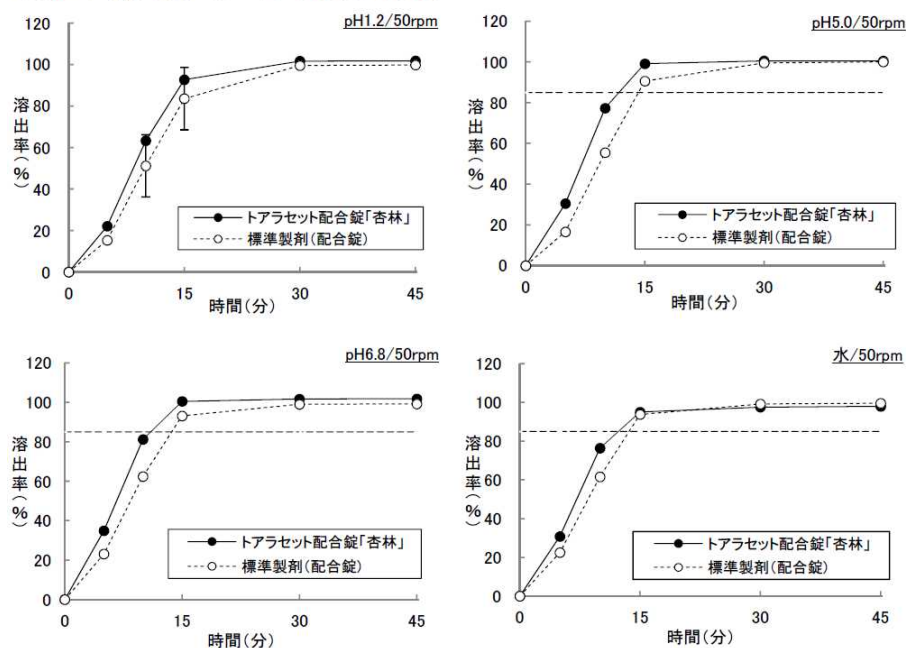 pH1.2/50rpm
120
100
80
60
40
20
0
溶出率(%)
トアラセット配合錠「杏林」
標準製剤(配合錠)
0 15 30 45
時間(分)
pH5.0/50rpm
120
100
80
60
40
20
0
溶出率(%)
トアラセット配合錠「杏林」
標準製剤(配合錠)
0 15 30 45
時間(分)
pH6.8/50rpm
120
100
80
60
40
20
0
溶出率(%)
トアラセット配合錠「杏林」
標準製剤(配合錠)
0 15 30 45
時間(分)
水/50rpm
120
100
80
60
40
20
0
溶出率(%)
トアラセット配合錠「杏林」
標準製剤(配合錠)
0 15 30 45
時間(分)